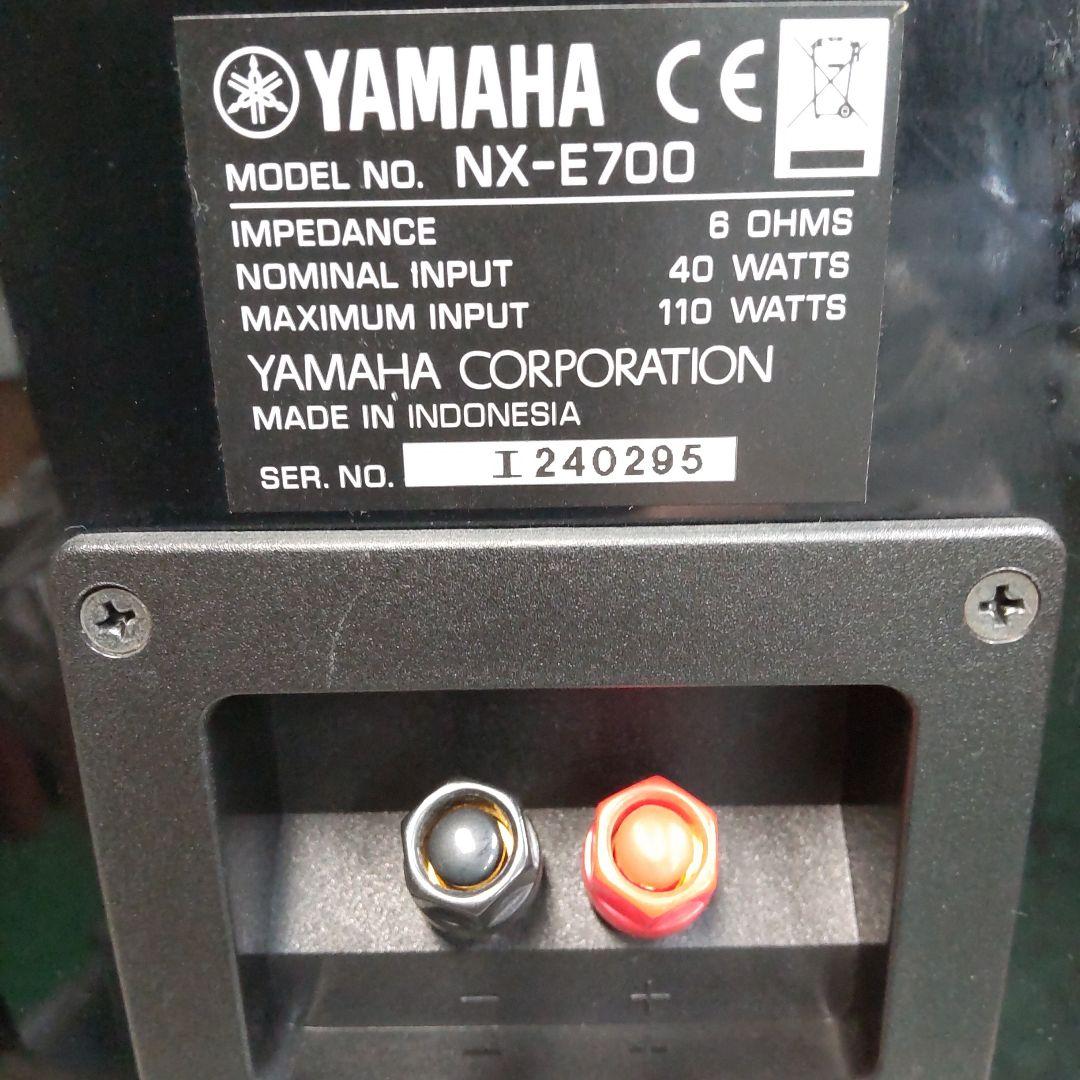 YAMAHA CE
MODEL NO. NX-E700
IMPEDANCE 6 OHMS
NOMINAL INPUT 40 WATTS
MAXIMUM INPUT 110 WATTS
YAMAHA CORPORATION
MADE IN INDONESIA
SER. NO. I240295
− +